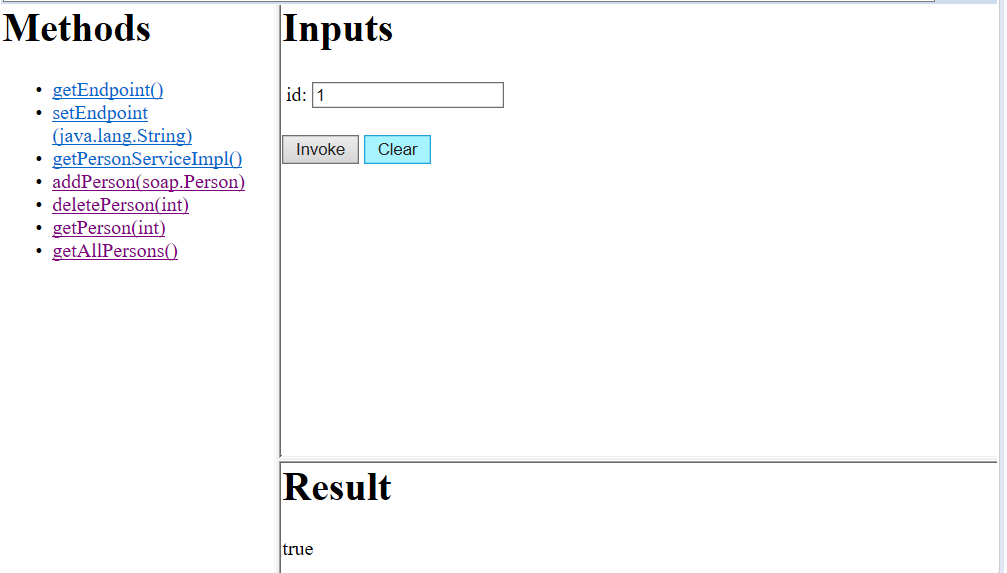 Methods
• getEndpoint()
• setEndpoint
(java.lang.String)
• getPersonServiceImpl()
• addPerson(soap.Person)
• deletePerson(int)
• getPerson(int)
• getAllPersons()
Inputs
id: 1
Invoke Clear
Result
true